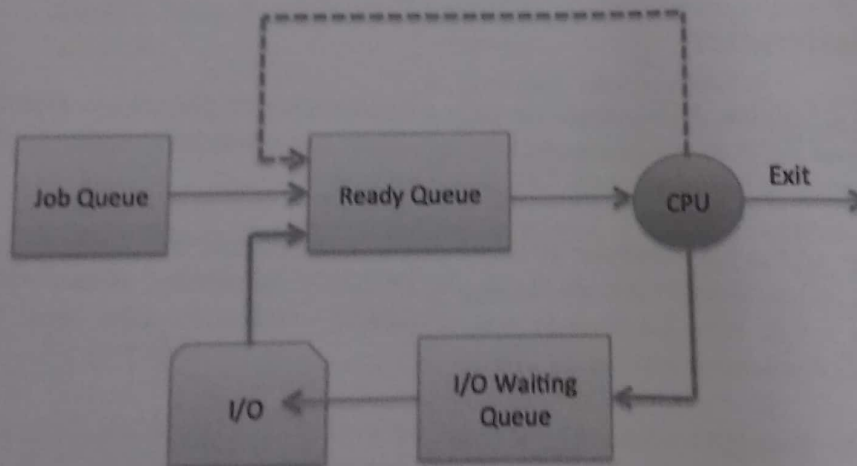 Job Queue
Ready Queue
CPU
Exit
I/O
I/O Waiting
Queue